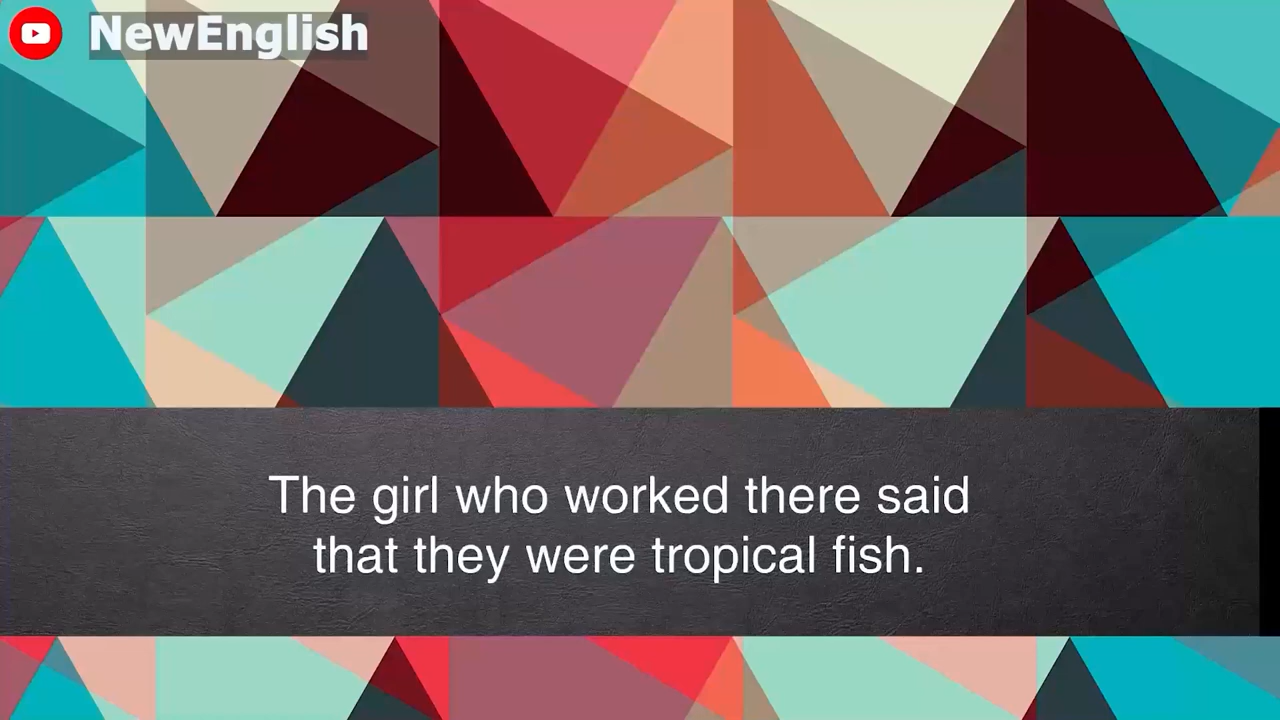 NewEnglish
The girl who worked there said
that they were tropical fish.